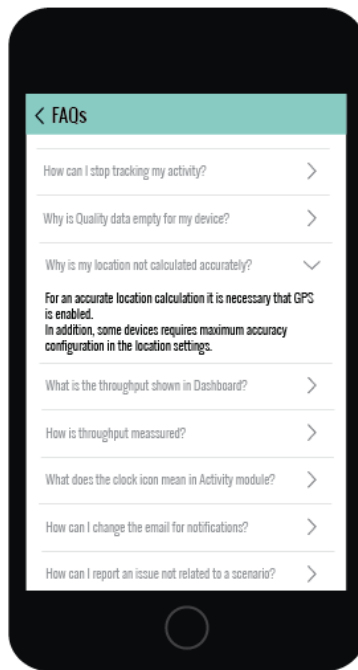 FAQs
How can I stop tracking my activity?
Why is Quality data empty for my device?
Why is my location not calculated accurately?
For an accurate location calculation it is necessary that GPS
is enabled.
In addition, some devices requires maximum accuracy
configuration in the location settings.
What is the throughput shown in Dashboard?
How is throughput meassured?
What does the clock icon mean in Activity module?
How can I change the email for notifications?
How can I report an issue not related to a scenario?